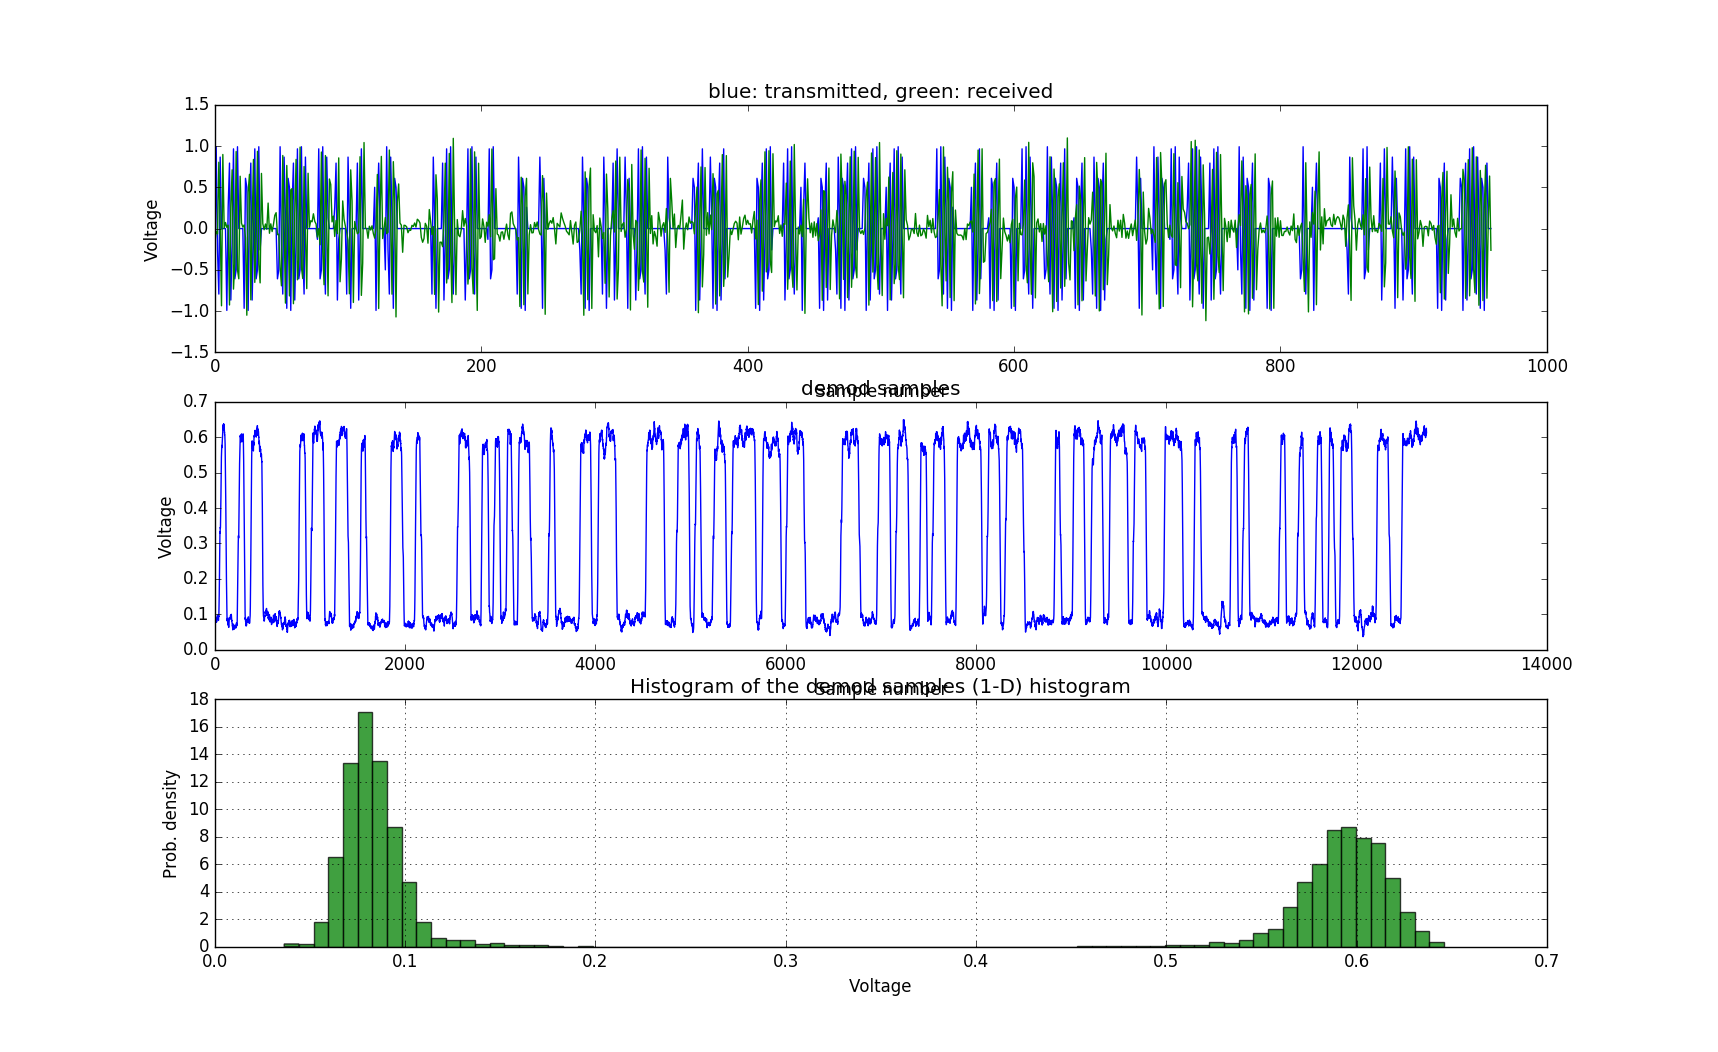 blue: transmitted, green: received
1.5
1.0
0.5
0.0
−0.5
−1.0
−1.5
Voltage
0 200 400 600 800 1000
Sample number
demod samples
0.7
0.6
0.5
0.4
0.3
0.2
0.1
0.0
Voltage
0 2000 4000 6000 8000 10000 12000 14000
Sample number
Histogram of the demod samples (1-D) histogram
18
16
14
12
10
8
6
4
2
0
Prob. density
0.0 0.1 0.2 0.3 0.4 0.5 0.6 0.7
Voltage